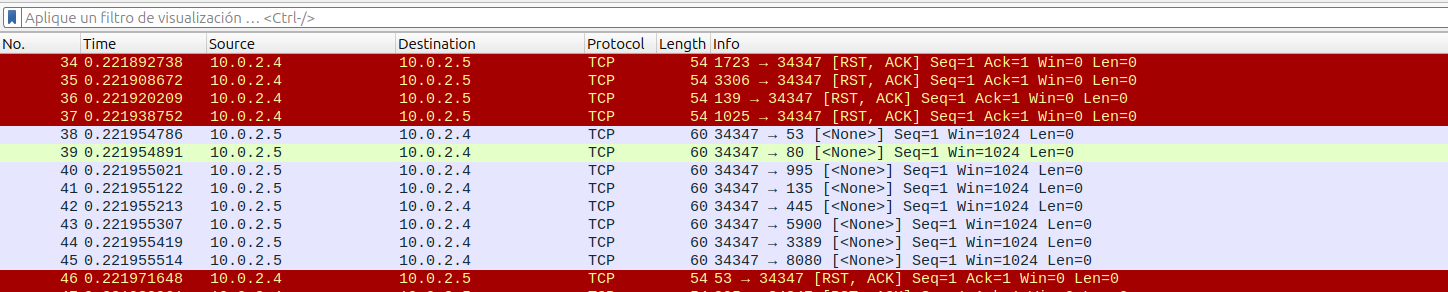 Aplique un filtro de visualización … <Ctrl-/>
No. Time Source Destination Protocol Length Info
34 0.221892738 10.0.2.4 10.0.2.5 TCP 54 1723 → 34347 [RST, ACK] Seq=1 Ack=1 Win=0 Len=0
35 0.221908672 10.0.2.4 10.0.2.5 TCP 54 3306 → 34347 [RST, ACK] Seq=1 Ack=1 Win=0 Len=0
36 0.221920209 10.0.2.4 10.0.2.5 TCP 54 139 → 34347 [RST, ACK] Seq=1 Ack=1 Win=0 Len=0
37 0.221938752 10.0.2.4 10.0.2.5 TCP 54 1025 → 34347 [RST, ACK] Seq=1 Ack=1 Win=0 Len=0
38 0.221954786 10.0.2.5 10.0.2.4 TCP 60 34347 → 53 [<None>] Seq=1 Win=1024 Len=0
39 0.221954891 10.0.2.5 10.0.2.4 TCP 60 34347 → 80 [<None>] Seq=1 Win=1024 Len=0
40 0.221955021 10.0.2.5 10.0.2.4 TCP 60 34347 → 995 [<None>] Seq=1 Win=1024 Len=0
41 0.221955122 10.0.2.5 10.0.2.4 TCP 60 34347 → 135 [<None>] Seq=1 Win=1024 Len=0
42 0.221955213 10.0.2.5 10.0.2.4 TCP 60 34347 → 445 [<None>] Seq=1 Win=1024 Len=0
43 0.221955307 10.0.2.5 10.0.2.4 TCP 60 34347 → 5900 [<None>] Seq=1 Win=1024 Len=0
44 0.221955419 10.0.2.5 10.0.2.4 TCP 60 34347 → 3389 [<None>] Seq=1 Win=1024 Len=0
45 0.221955514 10.0.2.5 10.0.2.4 TCP 60 34347 → 8080 [<None>] Seq=1 Win=1024 Len=0
46 0.221971648 10.0.2.4 10.0.2.5 TCP 54 53 → 34347 [RST, ACK] Seq=1 Ack=1 Win=0 Len=0